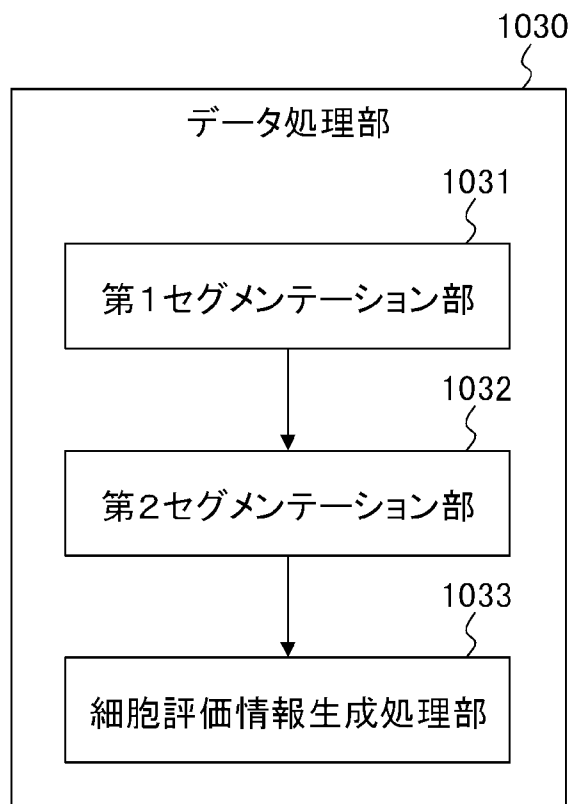 1030
データ処理部
1031
第1セグメンテーション部
1032
第2セグメンテーション部
1033
細胞評価情報生成処理部